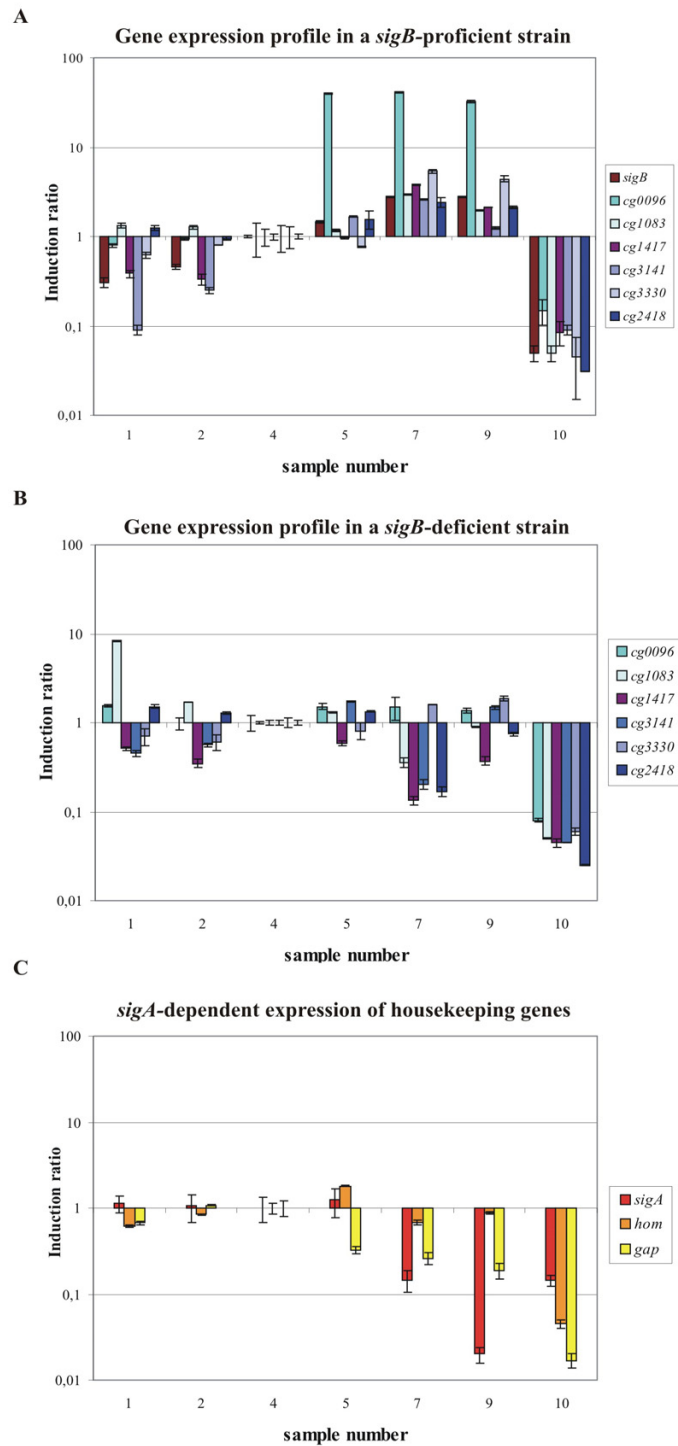 A
Gene expression profile in a sigB-proficient strain
100
10
1
0,1
0,01
Induction ratio
1 2 4 5 7 9 10
sample number
sigB
cg0096
cg1083
cg1417
cg3141
cg3330
cg2418
B
Gene expression profile in a sigB-deficient strain
100
10
1
0,1
0,01
Induction ratio
1 2 4 5 7 9 10
sample number
cg0096
cg1083
cg1417
cg3141
cg3330
cg2418
C
sigA-dependent expression of housekeeping genes
100
10
1
0,1
0,01
Induction ratio
1 2 4 5 7 9 10
sample number
sigA
hom
gap